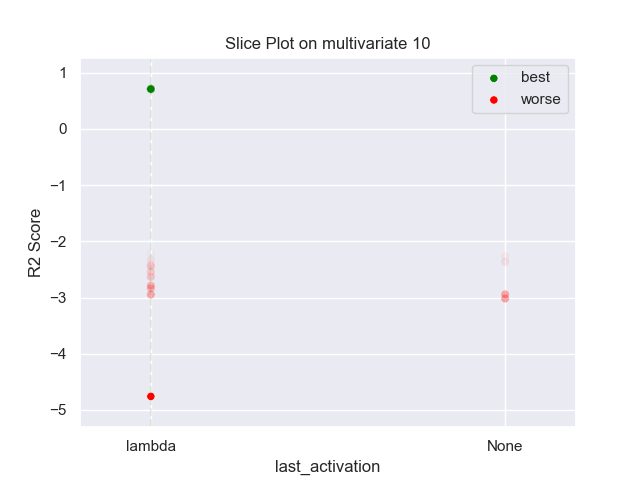 Slice Plot on multivariate 10
best
worse
R2 Score
1
0
−1
−2
−3
−4
−5
lambda
None
last_activation